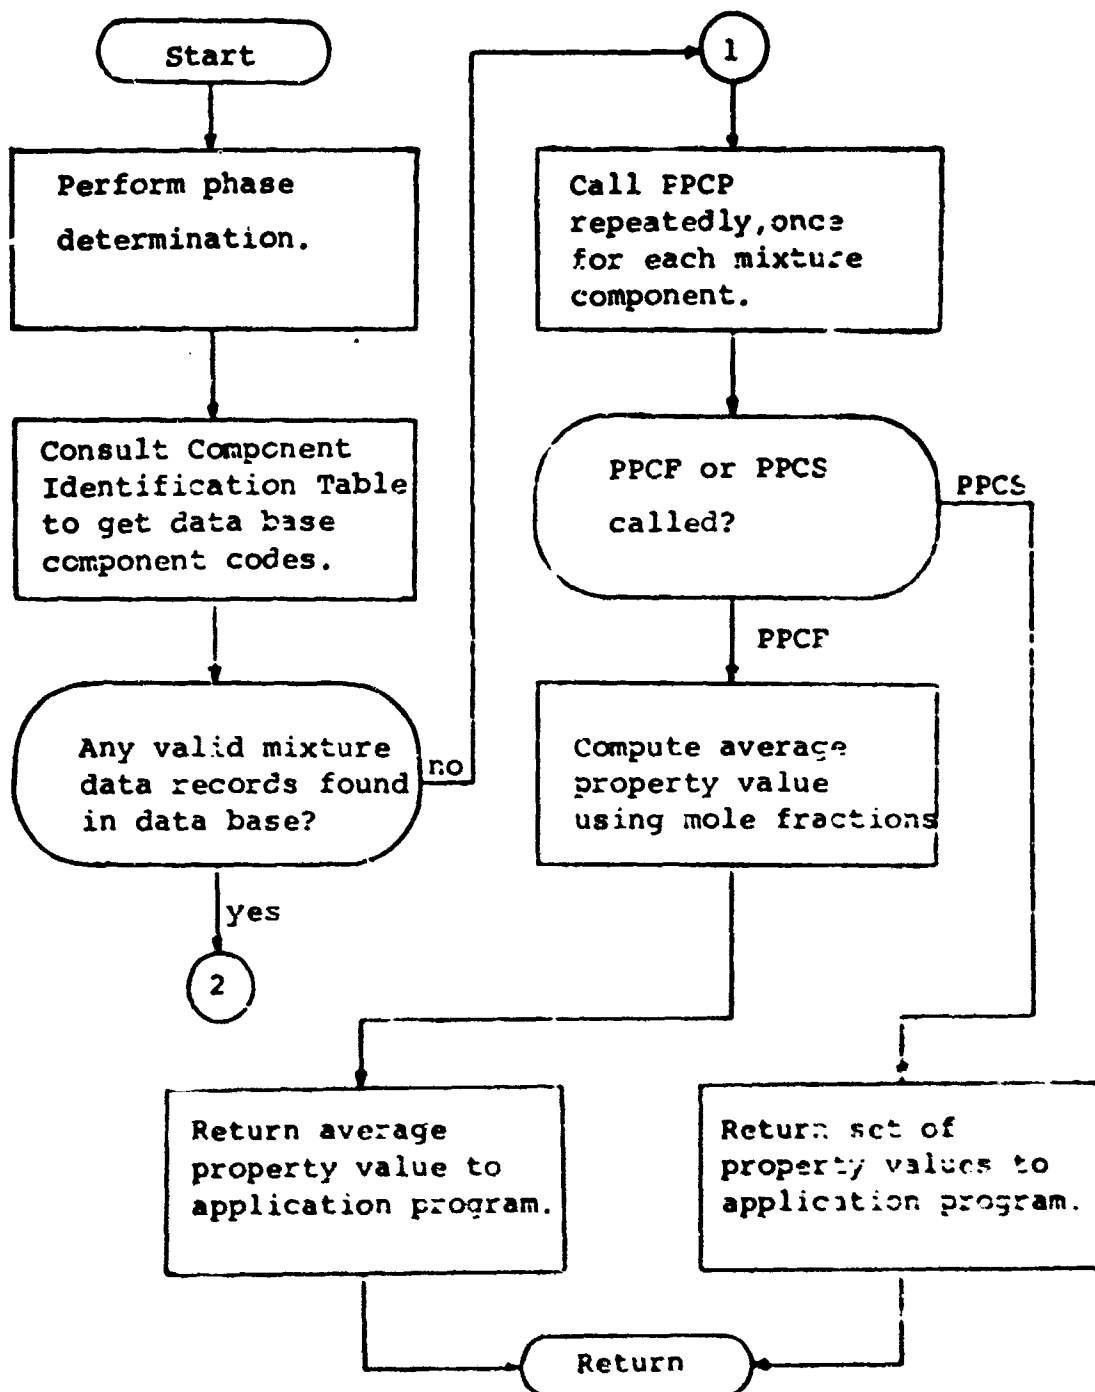 Start
Perform phase
determination.
Consult Component
Identification Table
to get data base
component codes.
Any valid mixture
data records found
in data base?
no
yes
2
1
Call PPCP
repeatedly,once
for each mixture
component.
PPCF or PPCS
called?
PPCS
PPCF
Compute average
property value
using mole fractions
Return average
property value to
application program.
Return set of
property values to
application program.
Return